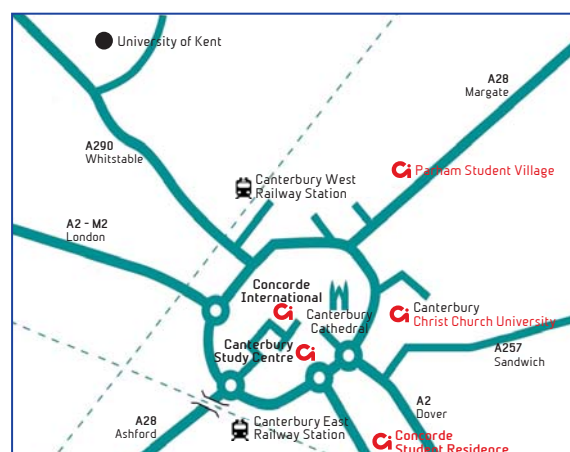 University of Kent
A28
Margate
A290
Whitstable
Parham Student Village
Canterbury West
Railway Station
A2 - M2
London
Concorde
International
Canterbury
Cathedral
Canterbury
Christ Church University
Canterbury
Study Centre
A257
Sandwich
A2
Dover
A28
Ashford
Canterbury East
Railway Station
Concorde
Student Residence